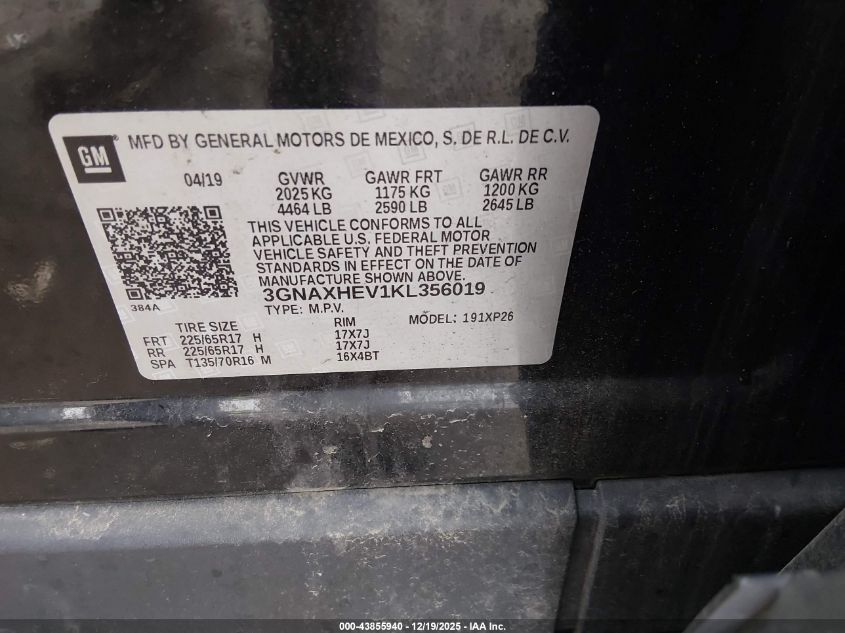 GM® MFD BY GENERAL MOTORS DE MEXICO, S. DE R.L. DE C.V.
04/19 GVWR GAWR FRT GAWR RR
2025 KG 1175 KG 1200 KG
4464 LB 2590 LB 2645 LB
THIS VEHICLE CONFORMS TO ALL
APPLICABLE U.S. FEDERAL MOTOR
VEHICLE SAFETY AND THEFT PREVENTION
STANDARDS IN EFFECT ON THE DATE OF
MANUFACTURE SHOWN ABOVE.
384A 3GNAXHEV1KL356019
TYPE: M.P.V. MODEL: 191XP26
TIRE SIZE RIM
FRT 225/65R17 H 17X7J
RR 225/65R17 H 17X7J
SPA T135/70R16 M 16X4BT
000-43855940 - 12/19/2025 - IAA Inc.